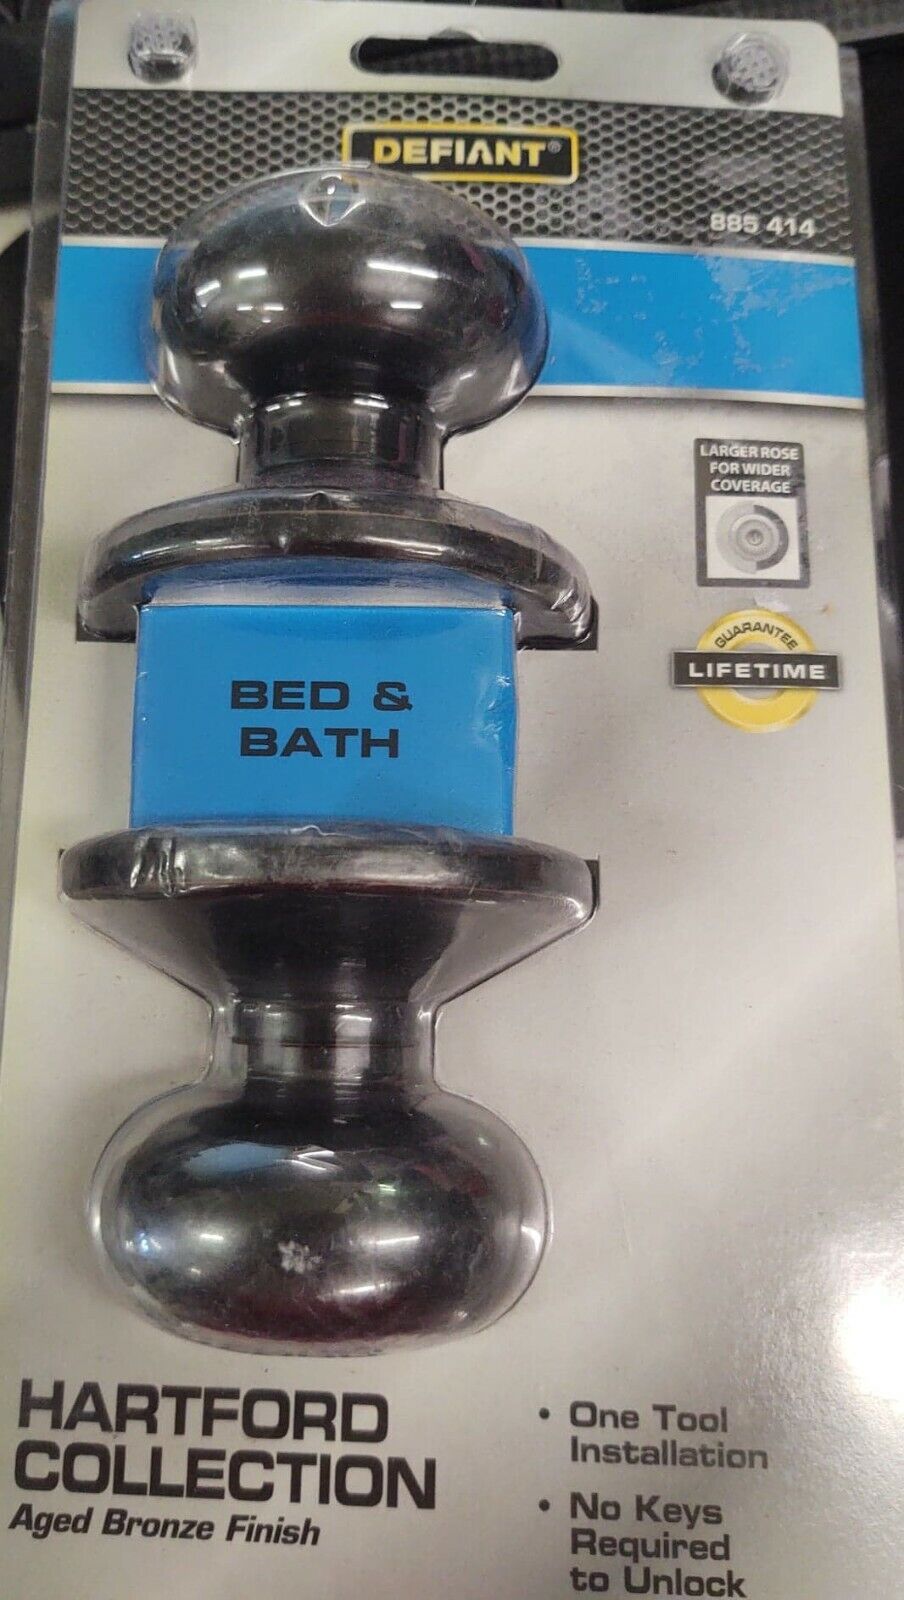 DEFIANT®
885 414
LARGER ROSE
FOR WIDER
COVERAGE
GUARANTEE
LIFETIME
BED &
BATH
HARTFORD
COLLECTION
Aged Bronze Finish
• One Tool
Installation
• No Keys
Required
to Unlock